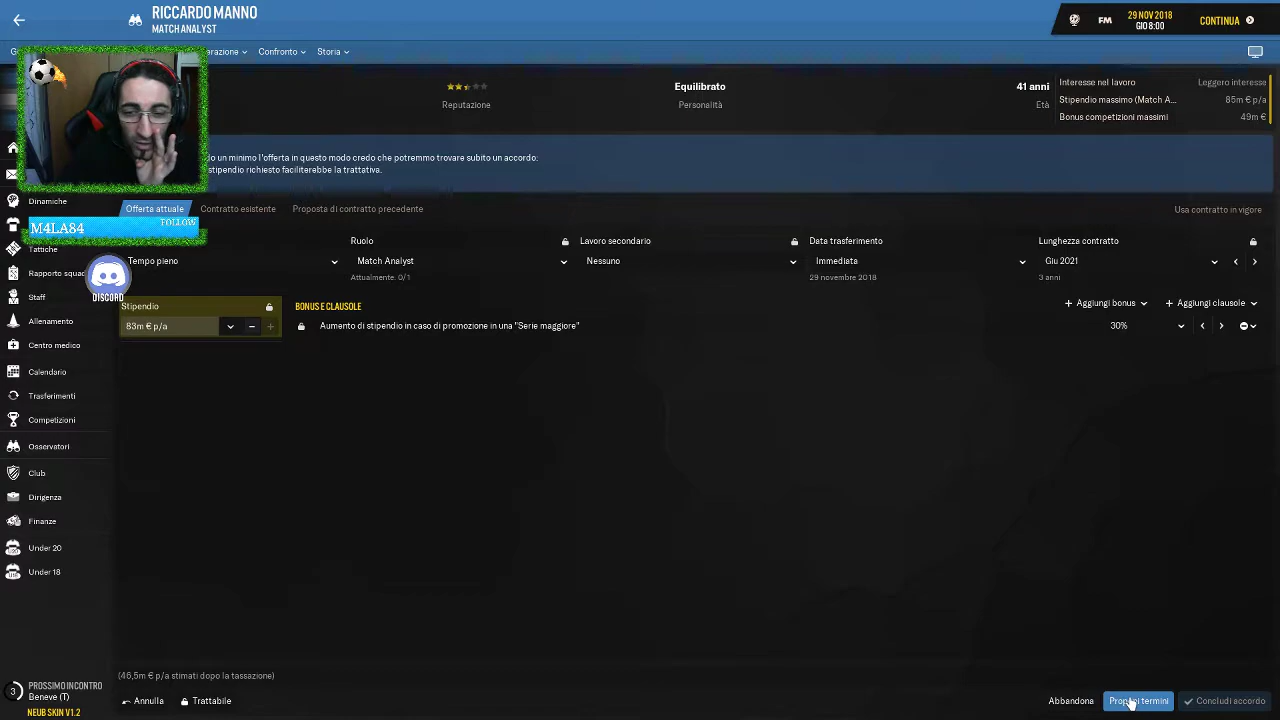 RICCARDO MANNO
MATCH ANALYST
29 NOV 2018
GIO 8:00
FM
CONTINUA
Confronto
Storia
Equilibrato
Reputazione
Personalità
41 anni
Età
Interesse nel lavoro
Leggero interesse
Stipendio massimo (Match A...
85m € p/a
Bonus competizioni massimi
49m €
un minimo l'offerta in questo modo credo che potremmo trovare subito un accordo:
stipendio richiesto faciliterebbe la trattativa.
Offerta attuale
Contratto esistente
Proposta di contratto precedente
Usa contratto in vigore
M4LA84
FOLLOW
DISCORD
Tempo pieno
Ruolo
Match Analyst
Attualmente. 0/1
Lavoro secondario
Nessuno
Data trasferimento
Immediata
29 novembre 2018
Lunghezza contratto
Giu 2021
3 anni
Stipendio
83m € p/a
BONUS E CLAUSOLE
Aggiungi bonus
Aggiungi clausole
Aumento di stipendio in caso di promozione in una "Serie maggiore"
30%
Dinamiche
Tattiche
Rapporto squad
Staff
Allenamento
Centro medico
Calendario
Trasferimenti
Competizioni
Osservatori
Club
Dirigenza
Finanze
Under 20
Under 18
(46,5m € p/a stimati dopo la tassazione)
3
PROSSIMO INCONTRO
Beneve (T)
NEUB SKIN V1.2
Annulla
Trattabile
Abbandona
termini
Concludi accordo